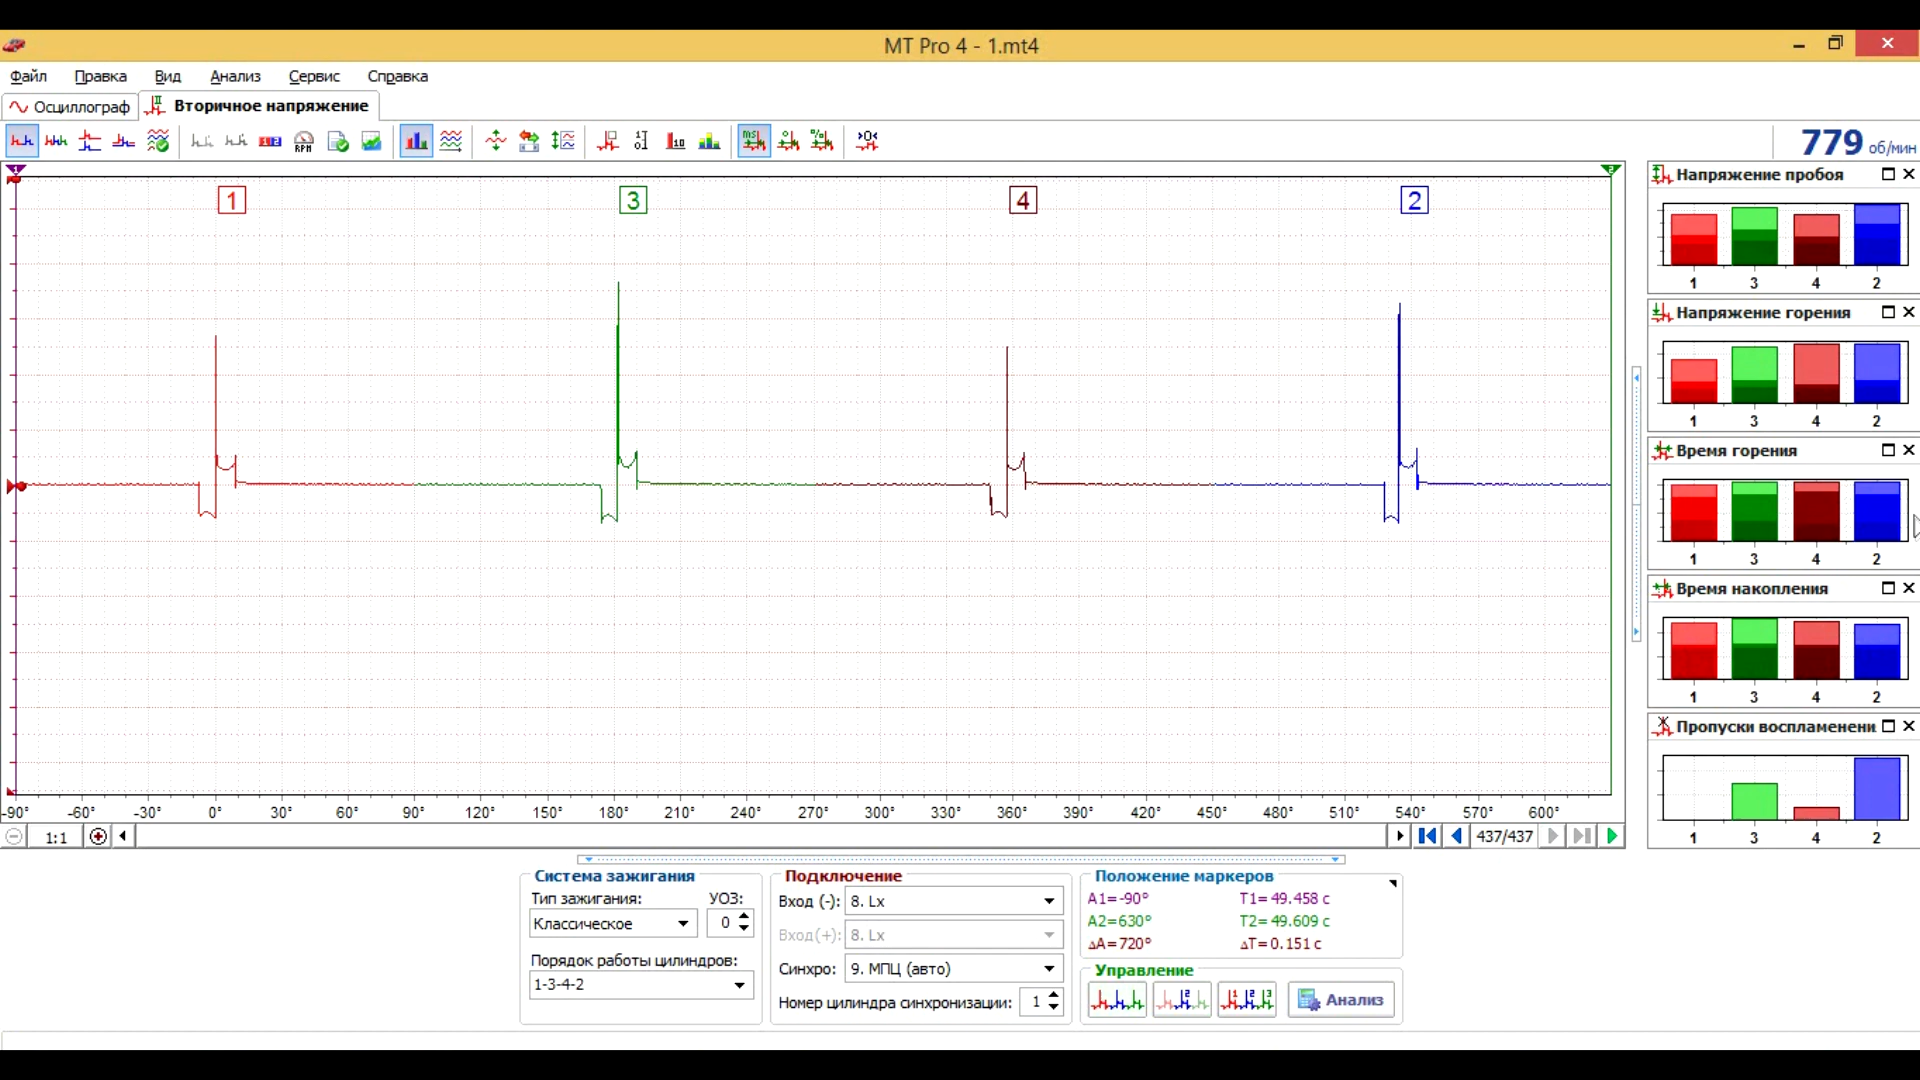 MT Pro 4 - 1.mt4
Файл Правка Вид Анализ Сервис Справка
Осциллограф Вторичное напряжение
779 об/мин
1 3 4 2
Напряжение пробоя
1 3 4 2
Напряжение горения
1 3 4 2
Время горения
1 3 4 2
Время накопления
1 3 4 2
Пропуски воспламенени
1 3 4 2
-90° -60° -30° 0° 30° 60° 90° 120° 150° 180° 210° 240° 270° 300° 330° 360° 390° 420° 450° 480° 510° 540° 570° 600°
1:1 437/437
Система зажигания
Тип зажигания: УОЗ:
Классическое 0
Порядок работы цилиндров:
1-3-4-2
Подключение
Вход (-): 8. Lx
Вход(+): 8. Lx
Синхро: 9. МПЦ (авто)
Номер цилиндра синхронизации: 1
Положение маркеров
A1=-90° T1=49.458 с
A2=630° T2=49.609 с
ΔA=720° ΔT=0.151 с
Управление
Анализ